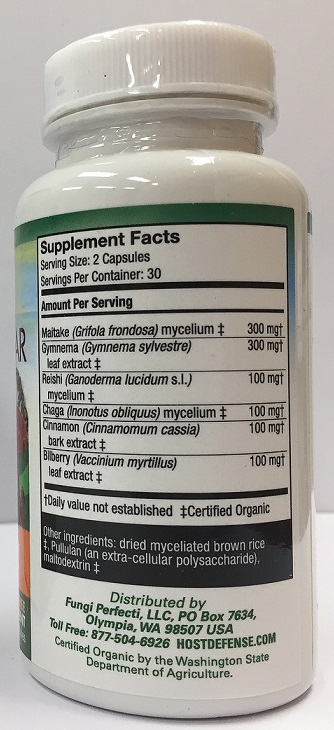 Supplement Facts
Serving Size: 2 Capsules
Servings Per Container: 30
Amount Per Serving
Maitake (Grifola frondosa) mycelium ‡ 300 mg†
Gymnema (Gymnema sylvestre) 300 mg†
leaf extract ‡
Reishi (Ganoderma lucidum s.l.) 100 mg†
mycelium ‡
Chaga (Inonotus obliquus) mycelium ‡ 100 mg†
Cinnamon (Cinnamomum cassia) 100 mg†
bark extract ‡
Bilberry (Vaccinium myrtillus) 100 mg†
leaf extract ‡
†Daily value not established ‡Certified Organic
Other ingredients: dried myceliated brown rice
‡, Pullulan (an extra-cellular polysaccharide),
maltodextrin ‡
Distributed by
Fungi Perfecti, LLC, PO Box 7634,
Olympia, WA 98507 USA
Toll Free: 877-504-6926 HOSTDEFENSE.COM
Certified Organic by the Washington State
Department of Agriculture.